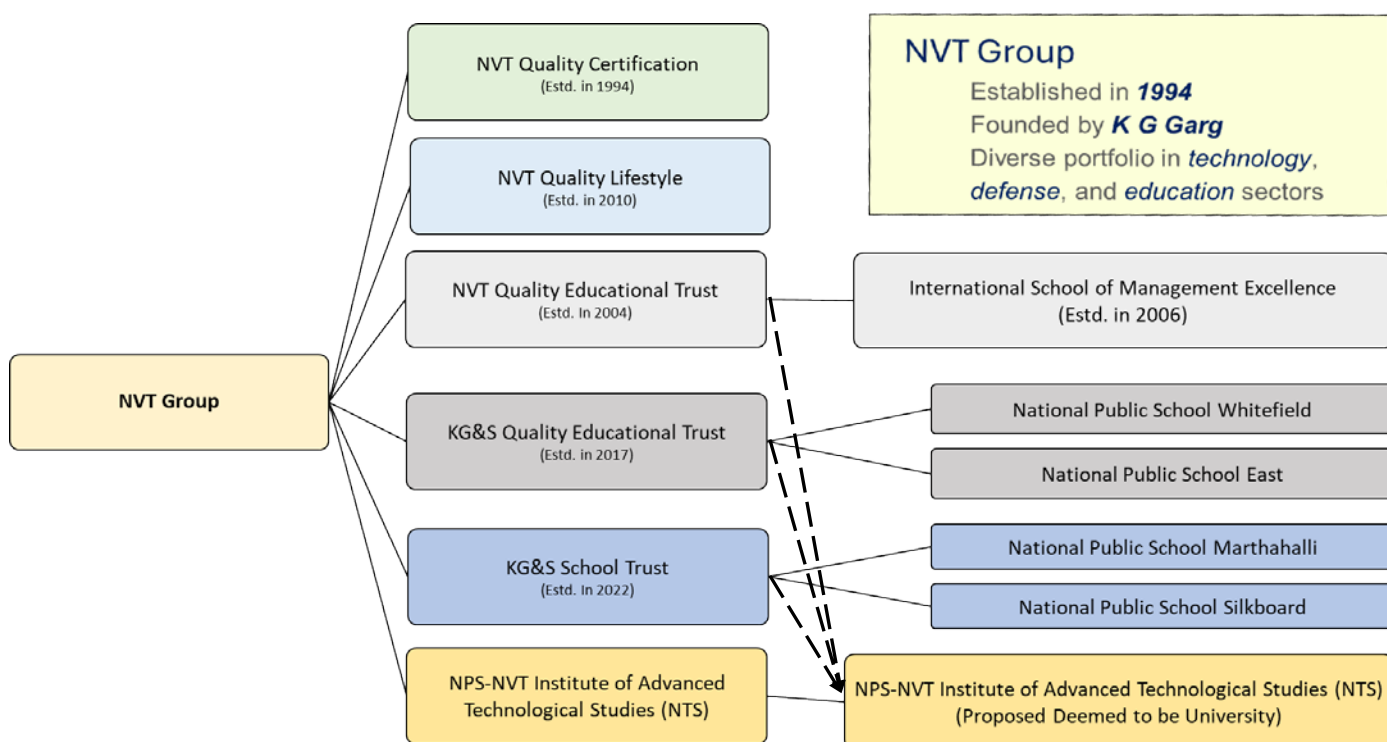 NVT Group
Established in 1994
Founded by K G Garg
Diverse portfolio in technology,
defense, and education sectors
NVT Group
NVT Quality Certification
(Estd. in 1994)
NVT Quality Lifestyle
(Estd. in 2010)
NVT Quality Educational Trust
(Estd. In 2004)
International School of Management Excellence
(Estd. in 2006)
KG&S Quality Educational Trust
(Estd. in 2017)
National Public School Whitefield
National Public School East
KG&S School Trust
(Estd. In 2022)
National Public School Marthahalli
National Public School Silkboard
NPS-NVT Institute of Advanced
Technological Studies (NTS)
NPS-NVT Institute of Advanced Technological Studies (NTS)
(Proposed Deemed to be University)